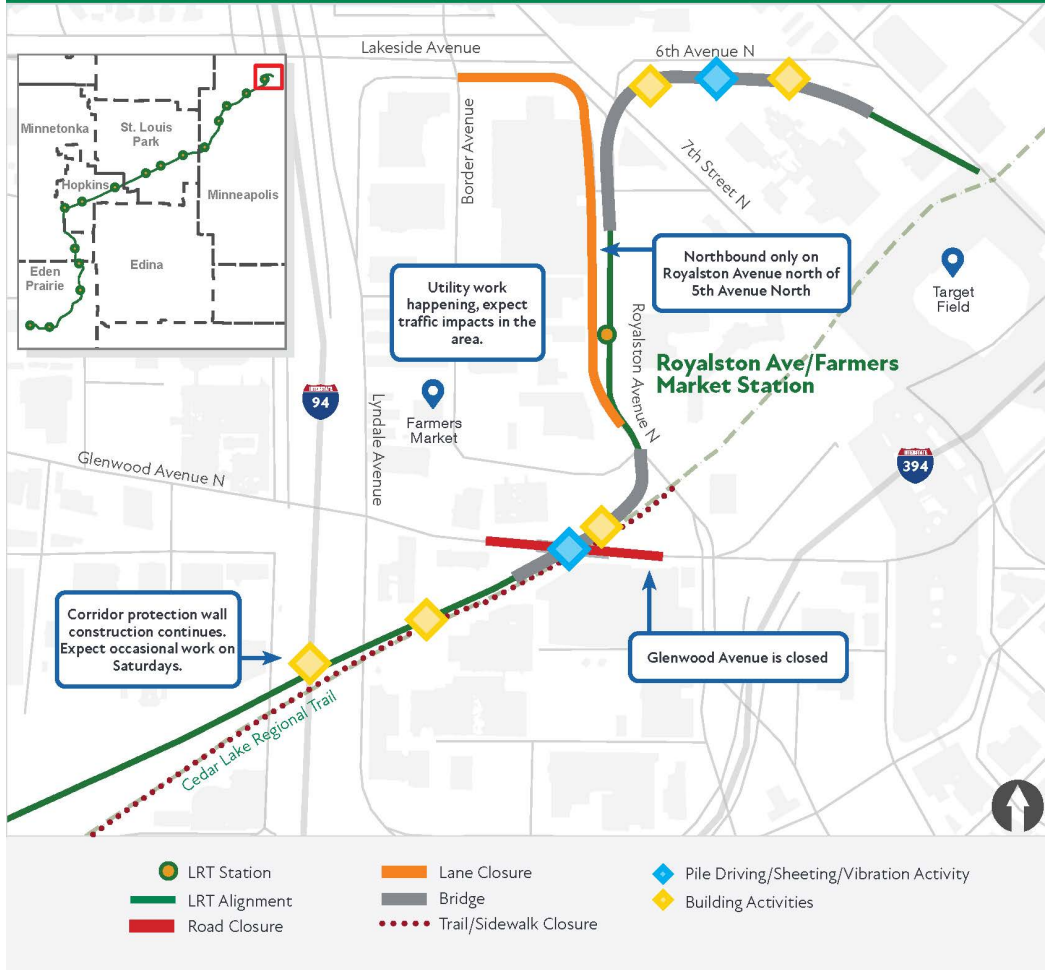 Lakeside Avenue
6th Avenue N
Minnetonka
St. Louis
Park
Hopkins
Minneapolis
Eden
Prairie
Edina
Border Avenue
7th Street N
Northbound only on
Royalston Avenue north of
5th Avenue North
Target
Field
Utility work
happening, expect
traffic impacts in the
area.
Royalston Avenue N
Royalston Ave/Farmers
Market Station
INTERSTATE
94
Lyndale Avenue
Farmers
Market
Glenwood Avenue N
INTERSTATE
394
Corridor protection wall
construction continues.
Expect occasional work on
Saturdays.
Glenwood Avenue is closed
Cedar Lake Regional Trail
LRT Station
LRT Alignment
Road Closure
Lane Closure
Bridge
Trail/Sidewalk Closure
Pile Driving/Sheeting/Vibration Activity
Building Activities